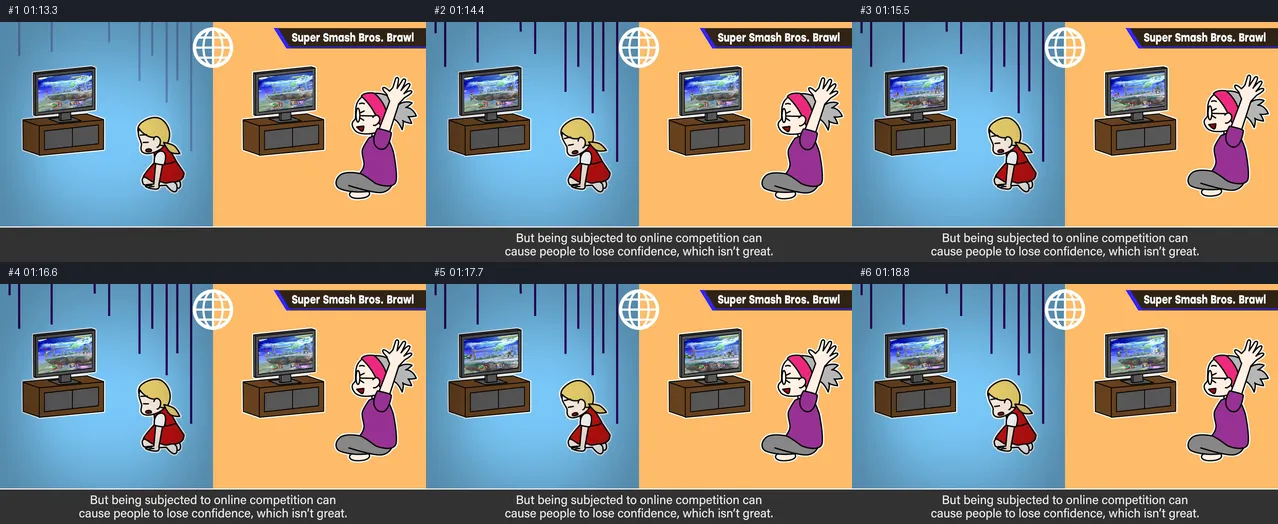 #1 01:13.3
Super Smash Bros. Brawl
#2 01:14.4
Super Smash Bros. Brawl
But being subjected to online competition can
cause people to lose confidence, which isn't great.
#3 01:15.5
Super Smash Bros. Brawl
But being subjected to online competition can
cause people to lose confidence, which isn't great.
#4 01:16.6
Super Smash Bros. Brawl
But being subjected to online competition can
cause people to lose confidence, which isn't great.
#5 01:17.7
Super Smash Bros. Brawl
But being subjected to online competition can
cause people to lose confidence, which isn't great.
#6 01:18.8
Super Smash Bros. Brawl
But being subjected to online competition can
cause people to lose confidence, which isn't great.